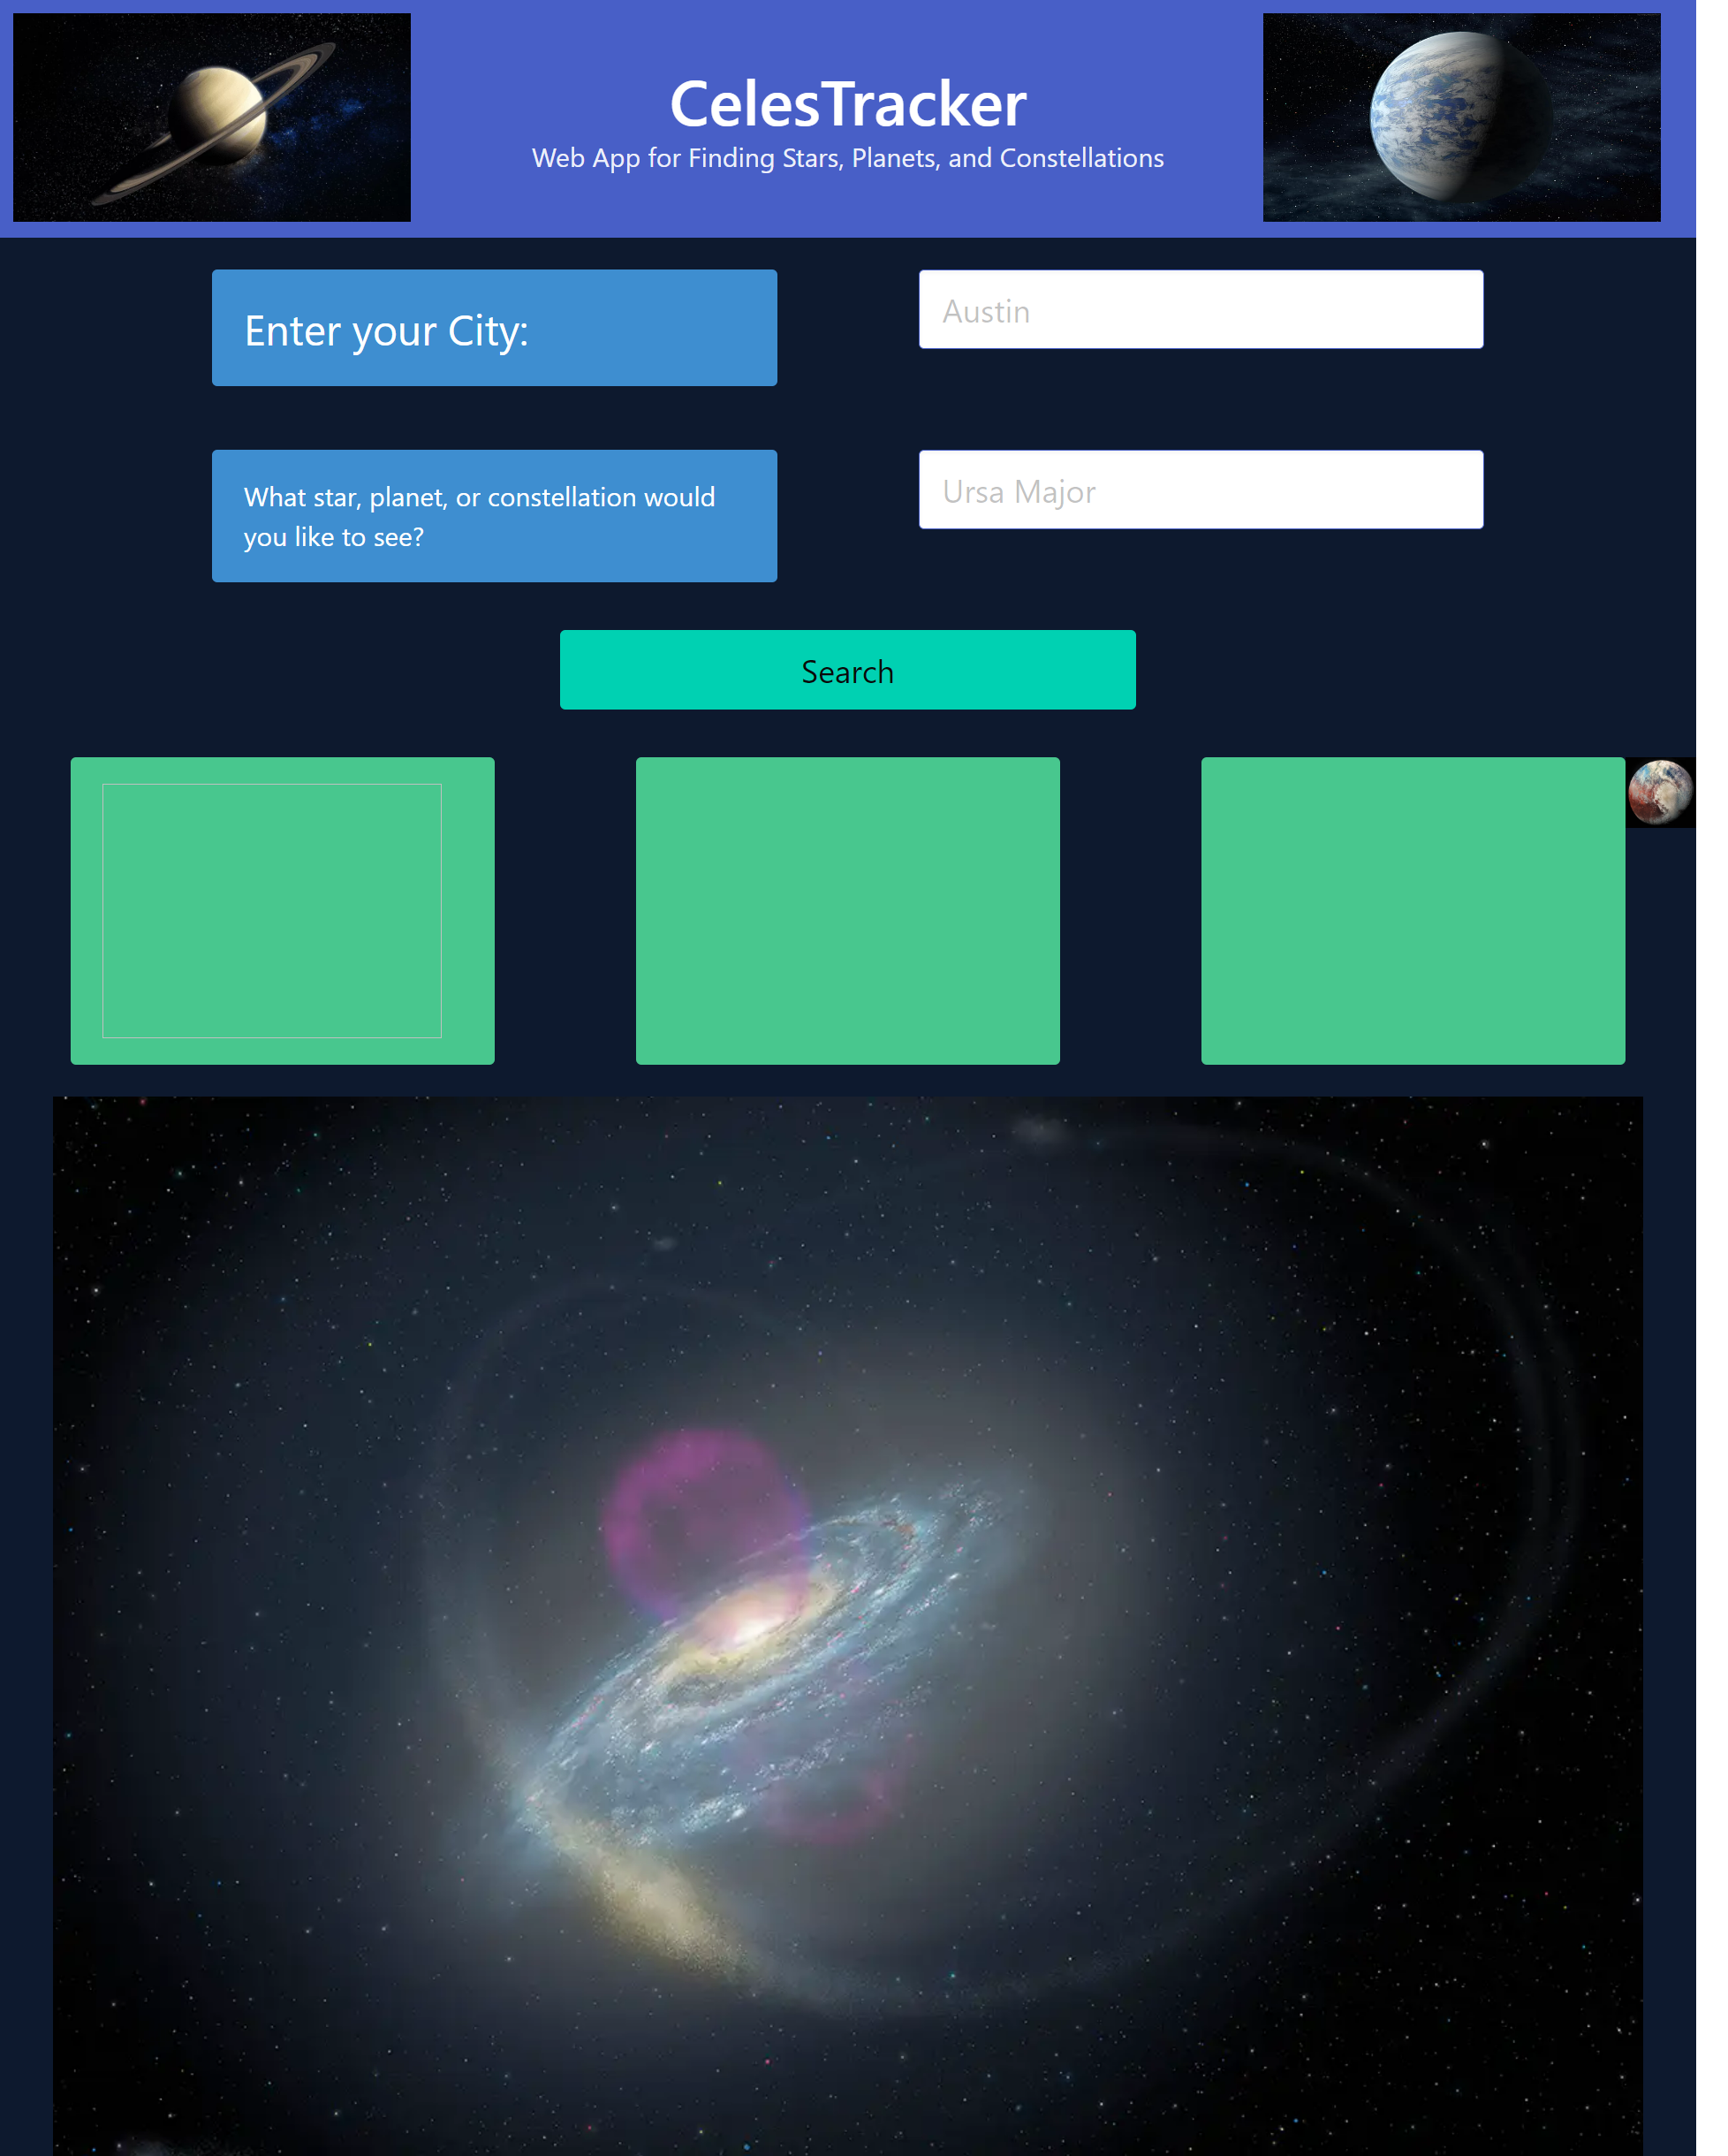 CelesTracker
Web App for Finding Stars, Planets, and Constellations
Enter your City:
Austin
What star, planet, or constellation would
you like to see?
Ursa Major
Search